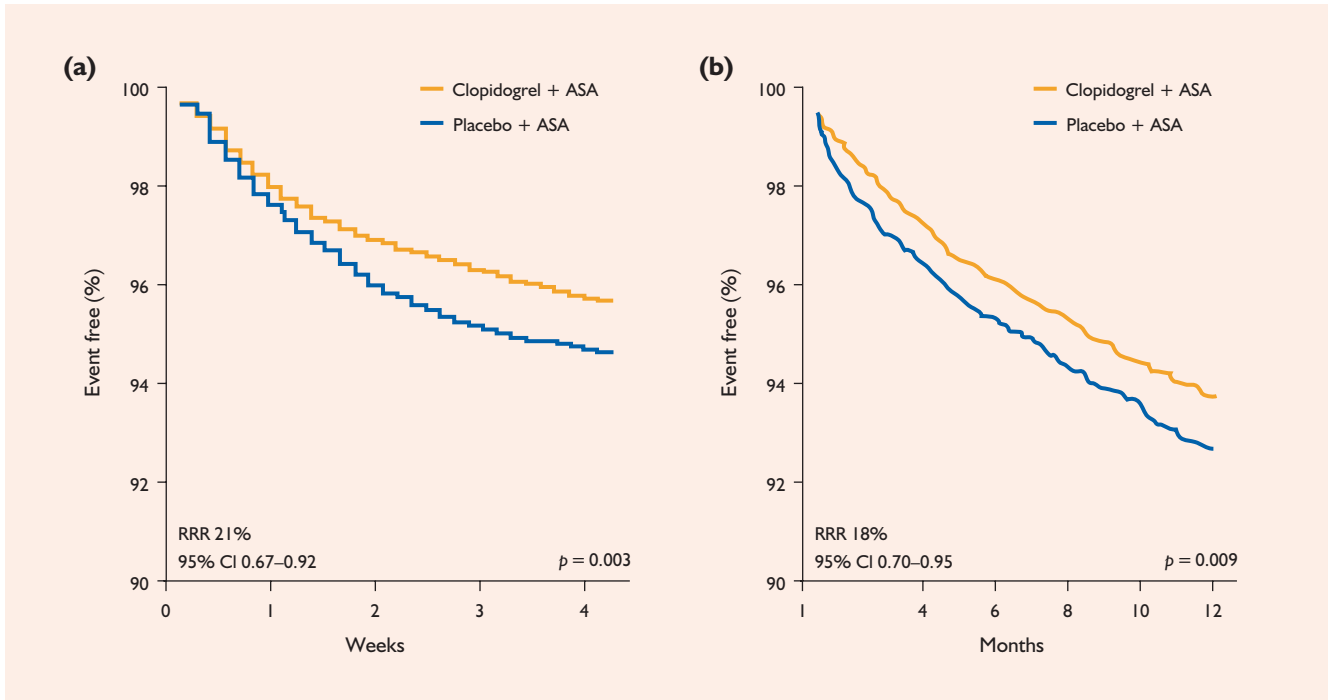 (a)
Clopidogrel + ASA
Placebo + ASA
100
98
96
94
92
90
Event free (%)
RRR 21%
95% CI 0.67–0.92
p = 0.003
0 1 2 3 4
Weeks
(b)
Clopidogrel + ASA
Placebo + ASA
100
98
96
94
92
90
Event free (%)
RRR 18%
95% CI 0.70–0.95
p = 0.009
1 4 6 8 10 12
Months